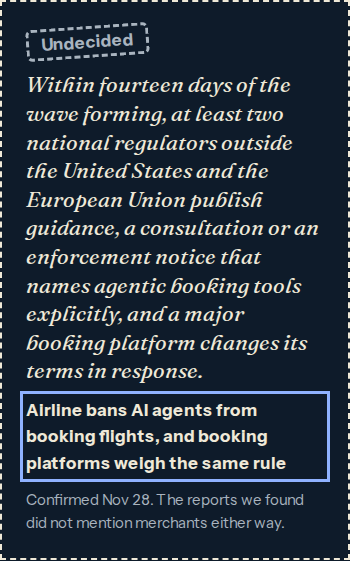 Undecided
Within fourteen days of the
wave forming, at least two
national regulators outside
the United States and the
European Union publish
guidance, a consultation or an
enforcement notice that
names agentic booking tools
explicitly, and a major
booking platform changes its
terms in response.
Airline bans AI agents from
booking flights, and booking
platforms weigh the same rule
Confirmed Nov 28. The reports we found
did not mention merchants either way.